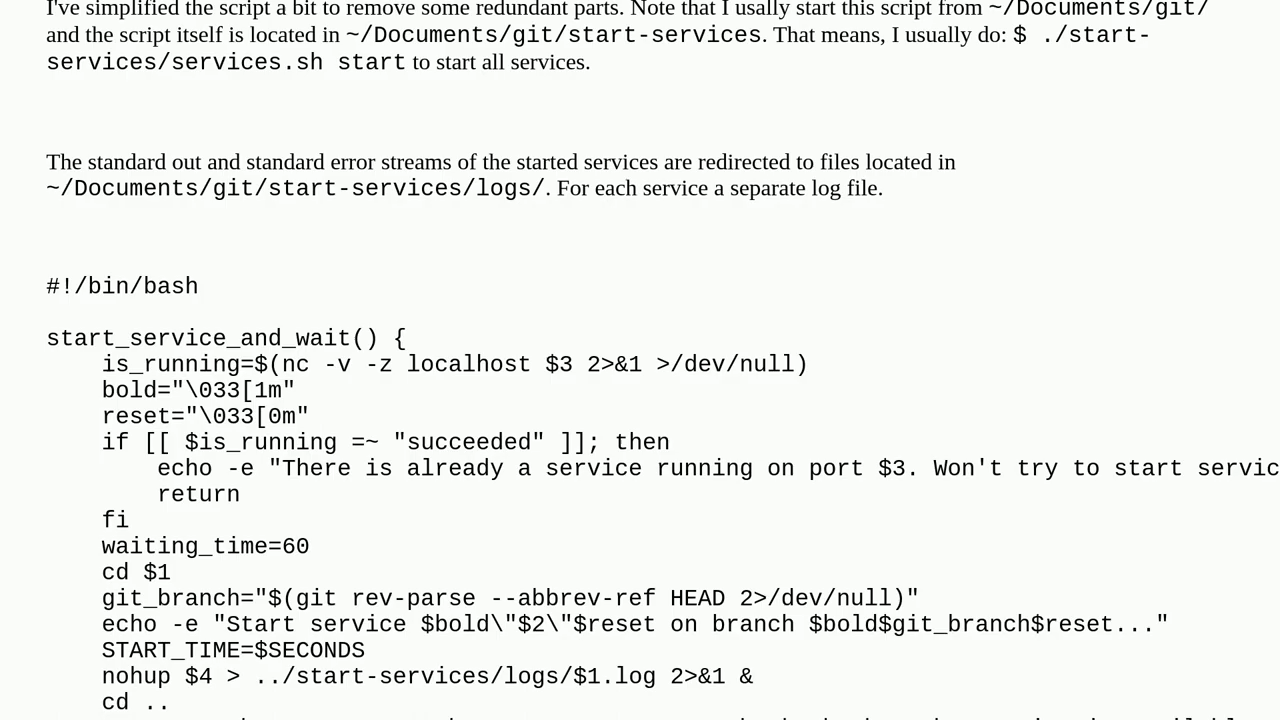 I've simplified the script a bit to remove some redundant parts. Note that I usally start this script from ~/Documents/git/
and the script itself is located in ~/Documents/git/start-services. That means, I usually do: $ ./start-
services/services.sh start to start all services.
The standard out and standard error streams of the started services are redirected to files located in
~/Documents/git/start-services/logs/. For each service a separate log file.
#!/bin/bash
start_service_and_wait() {
    is_running=$(nc -v -z localhost $3 2>&1 >/dev/null)
    bold="\033[1m"
    reset="\033[0m"
    if [[ $is_running =~ "succeeded" ]]; then
        echo -e "There is already a service running on port $3. Won't try to start servic
        return
    fi
    waiting_time=60
    cd $1
    git_branch="$(git rev-parse --abbrev-ref HEAD 2>/dev/null)"
    echo -e "Start service $bold\"$2\"$reset on branch $bold$git_branch$reset..."
    START_TIME=$SECONDS
    nohup $4 > ../start-services/logs/$1.log 2>&1 &
    cd ..